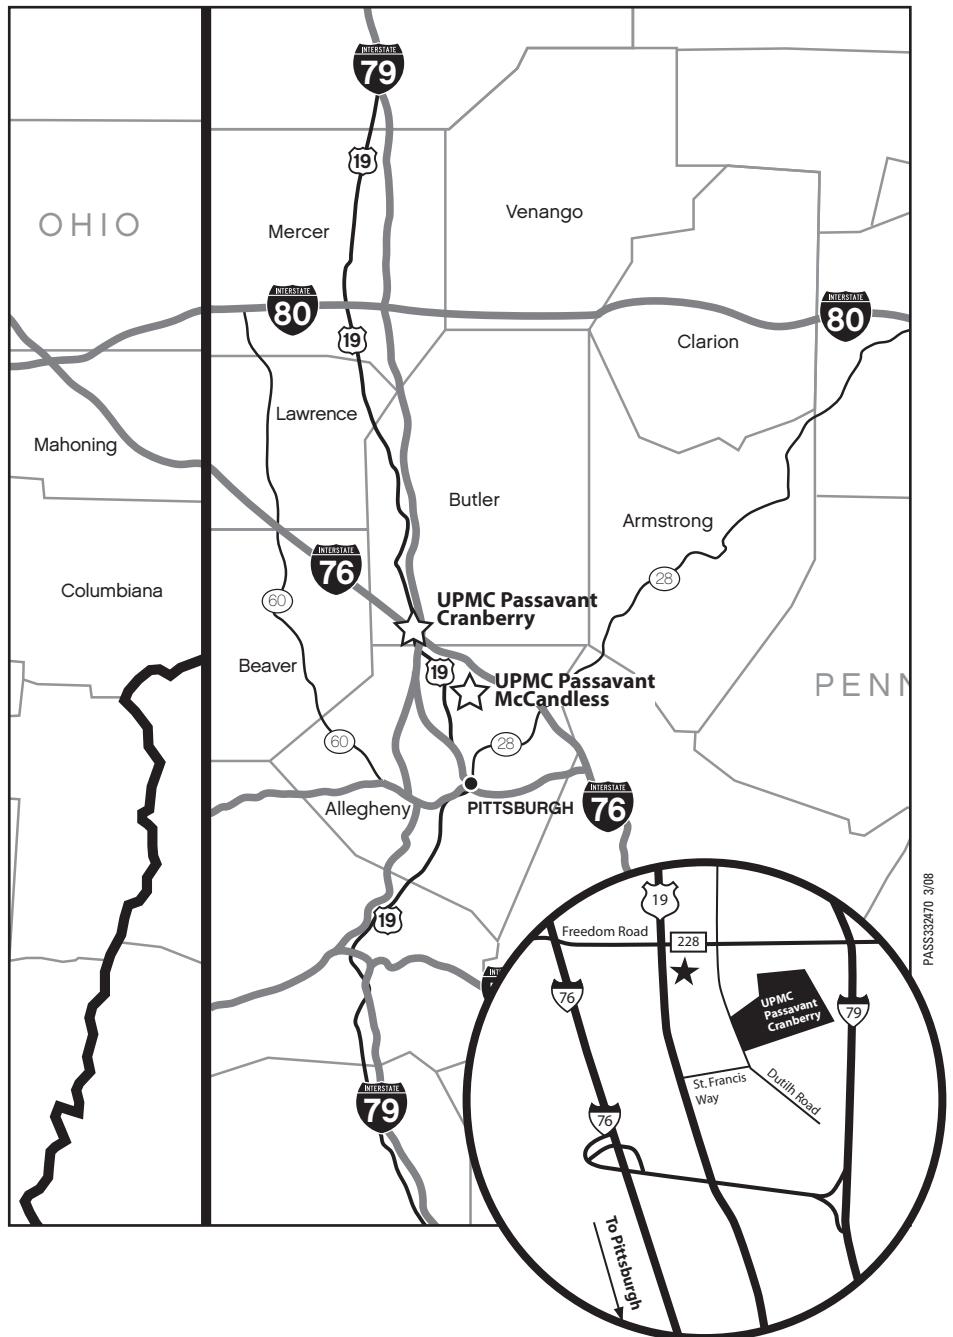 INTERSTATE
79
19
OHIO
Mercer
Venango
INTERSTATE
80
INTERSTATE
80
19
Clarion
Lawrence
Mahoning
Butler
Armstrong
INTERSTATE
76
28
Columbiana
60
UPMC Passavant
Cranberry
Beaver
19
UPMC Passavant
McCandless
PENN
60
28
Allegheny
PITTSBURGH
INTERSTATE
76
19
INTERSTATE
79
PASS332470 3/08
19
Freedom Road
228
76
UPMC
Passavant
Cranberry
79
St. Francis
Way
Dutilh Road
76
To Pittsburgh